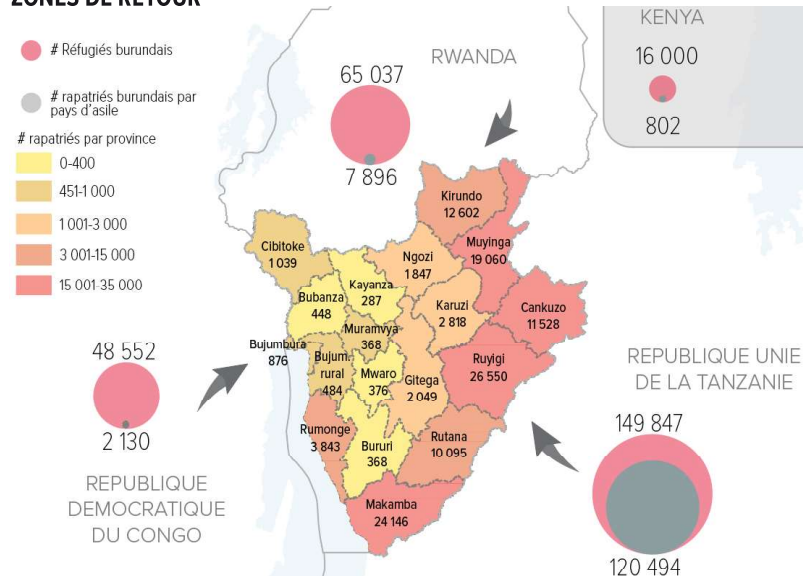 ZONES DE RETOUR
# Réfugiés burundais
# rapatriés burundais par
pays d'asile
# rapatriés par province
0-400
451-1 000
1 001-3 000
3 001-15 000
15 001-35 000
RWANDA
65 037
7 896
KENYA
16 000
802
Kirundo
12 602
Muyinga
19 060
Cibitoke
1 039
Ngozi
1 847
Kayanza
287
Bubanza
448
Karuzi
2 818
Cankuzo
11 528
Muramvya
368
Bujumbura
876
Bujum.
rural
484
Mwaro
376
Gitega
2 049
Ruyigi
26 550
Rumonge
3 843
Bururi
368
Rutana
10 095
Makamba
24 146
48 552
2 130
REPUBLIQUE
DEMOCRATIQUE
DU CONGO
REPUBLIQUE UNIE
DE LA TANZANIE
149 847
120 494